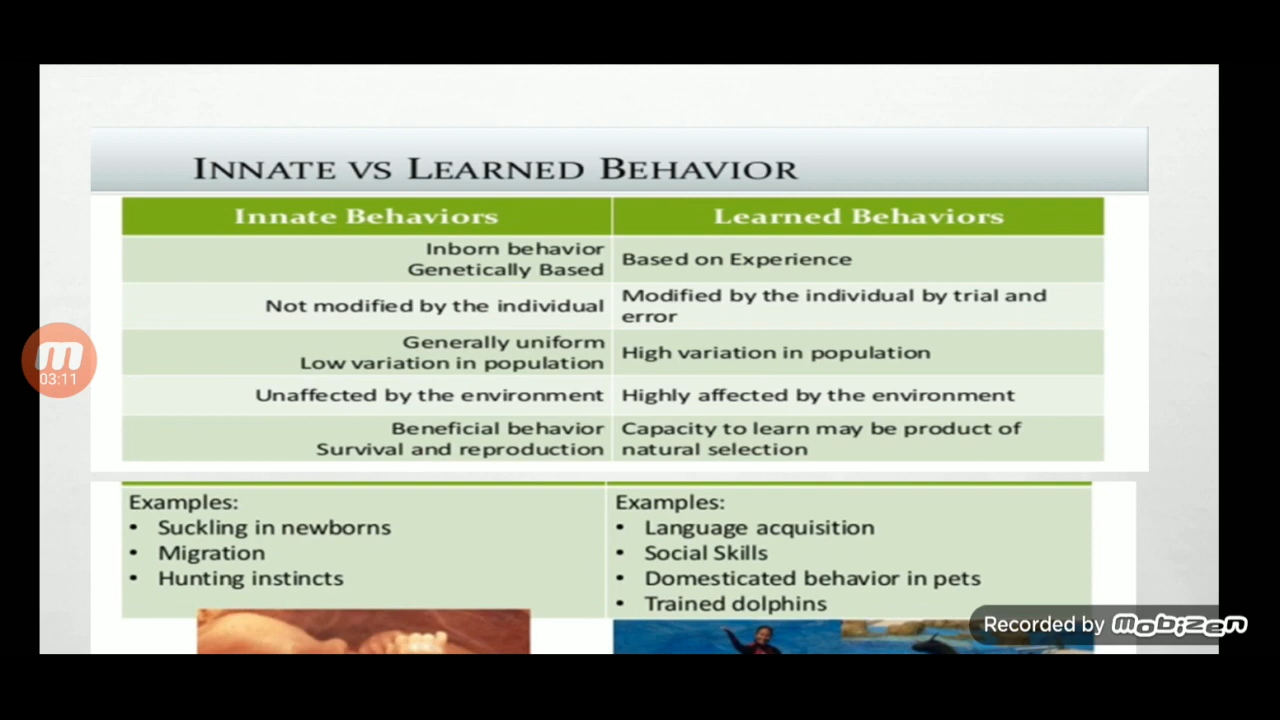 INNATE VS LEARNED BEHAVIOR
Innate Behaviors
Learned Behaviors
Inborn behavior
Genetically Based
Based on Experience
Not modified by the individual
Modified by the individual by trial and
error
Generally uniform
Low variation in population
High variation in population
Unaffected by the environment
Highly affected by the environment
Beneficial behavior
Survival and reproduction
Capacity to learn may be product of
natural selection
Examples:
• Suckling in newborns
• Migration
• Hunting instincts
Examples:
• Language acquisition
• Social Skills
• Domesticated behavior in pets
• Trained dolphins
m
03:11
Recorded by mobizen